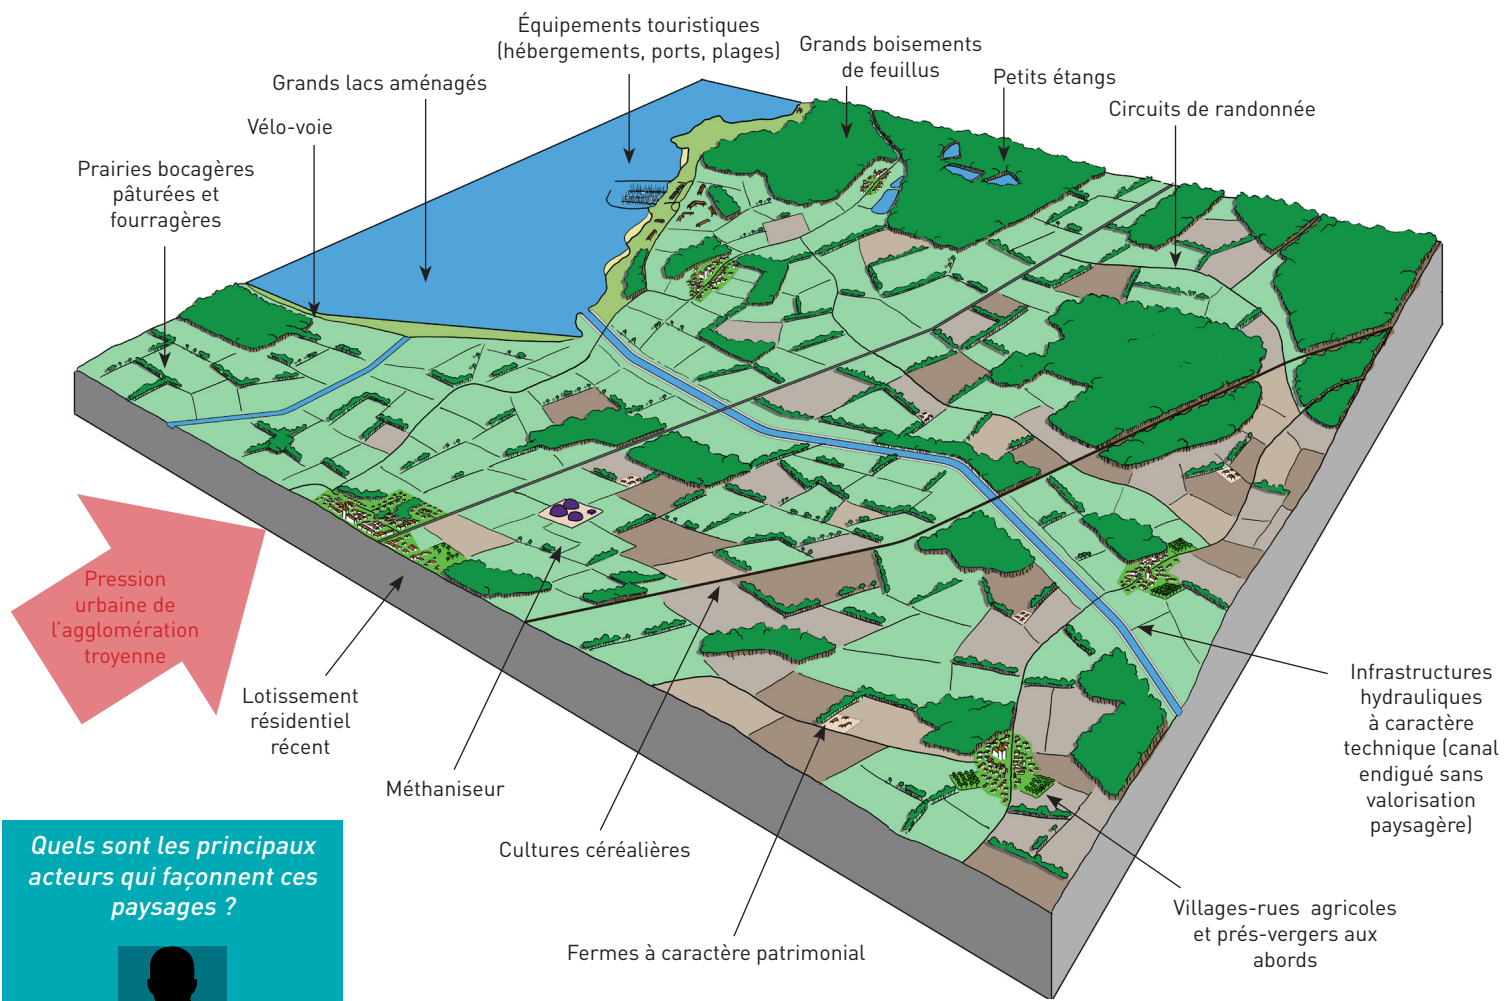 Équipements touristiques
(hébergements, ports, plages)
Grands boisements
de feuillus
Petits étangs
Grands lacs aménagés
Circuits de randonnée
Vélo-voie
Prairies bocagères
pâturées et
fourragères
Pression
urbaine de
l'agglomération
troyenne
Lotissement
résidentiel
récent
Méthaniseur
Cultures céréalières
Fermes à caractère patrimonial
Infrastructures
hydrauliques
à caractère
technique (canal
endigué sans
valorisation
paysagère)
Villages-rues agricoles
et prés-vergers aux
abords
Quels sont les principaux
acteurs qui façonnent ces
paysages ?